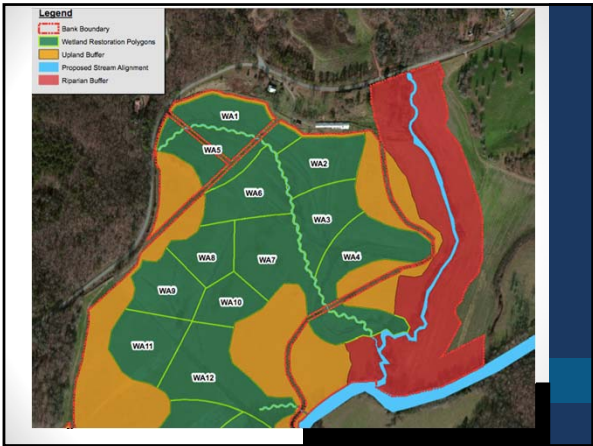 Legend
Bank Boundary
Wetland Restoration Polygons
Upland Buffer
Proposed Stream Alignment
Riparian Buffer
WA1
WA5
WA2
WA6
WA3
WA4
WA8
WA7
WA9
WA10
WA11
WA12